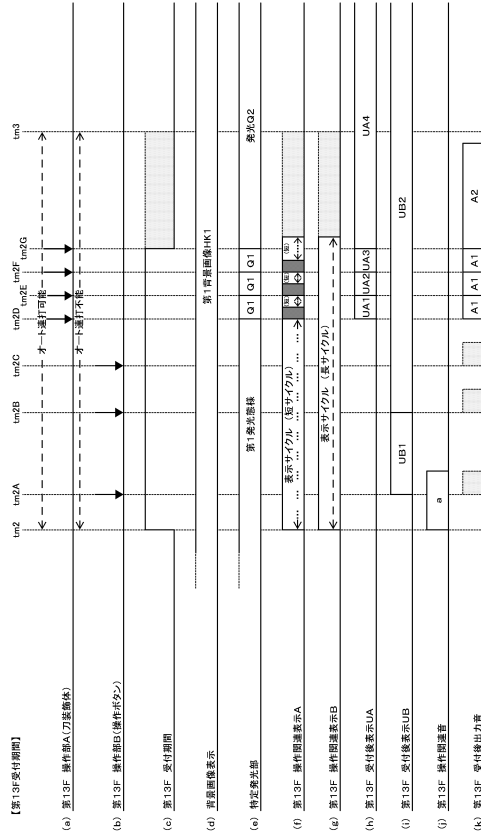 【第13F受付期間】
tm2 tm2A tm2B tm2C tm2D tm2E tm2F tm2G tm3
オート連打可能
(a) 第13F 操作部A(刀装飾体)
オート連打不能
(b) 第13F 操作部B(操作ボタン)
(c) 第13F 受付期間
(d) 背景画像表示 第1背景画像HK1
(e) 特定発光部 第1発光態様 Q1 Q1 Q1 発光Q2
(f) 第13F 操作関連表示A 表示サイクル(短サイクル) (短) (短) (短)
(g) 第13F 操作関連表示B 表示サイクル(長サイクル)
(h) 第13F 受付後表示UA UA1 UA2 UA3 UA4
(i) 第13F 受付後表示UB UB1 UB2
(j) 第13F 操作関連音 a
(k) 第13F 受付後出力音 A1 A1 A1 A2